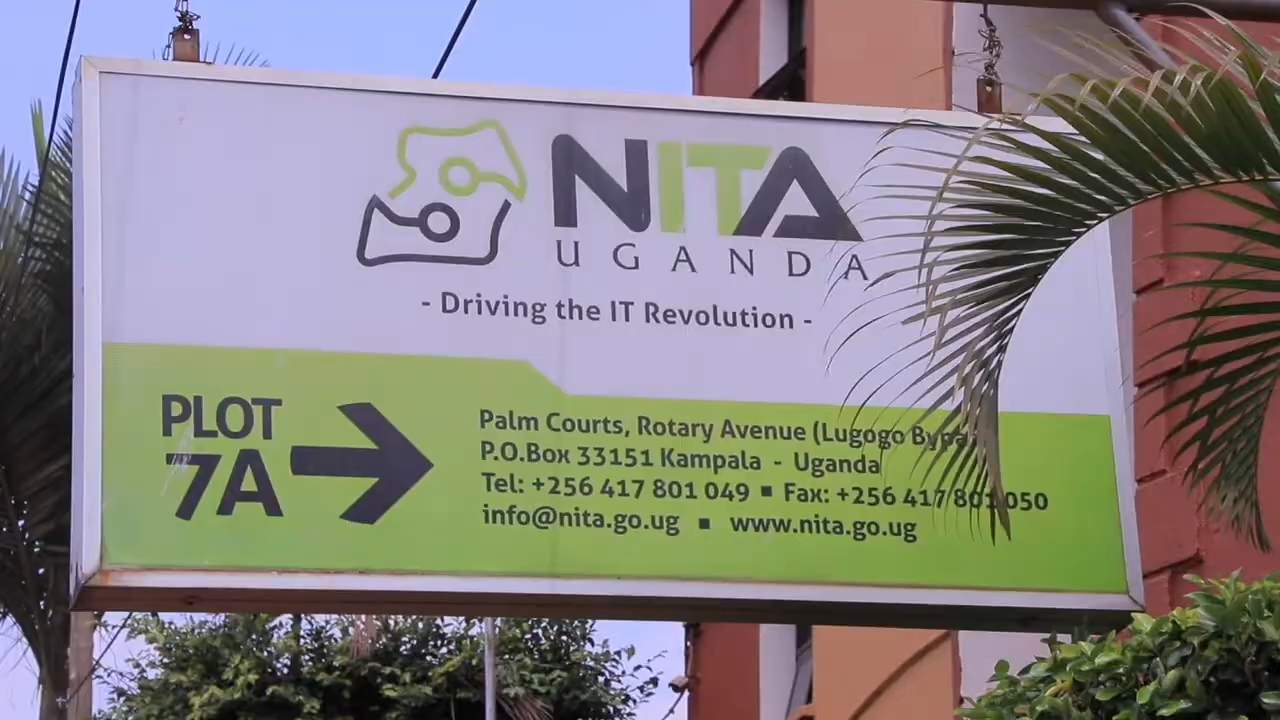 NITA
UGANDA
- Driving the IT Revolution -
PLOT
7A
Palm Courts, Rotary Avenue (Lugogo
P.O.Box 33151 Kampala - Uganda
Tel: +256 417 801 049 ▪ Fax: +256 417 801 050
info@nita.go.ug ▪ www.nita.go.ug